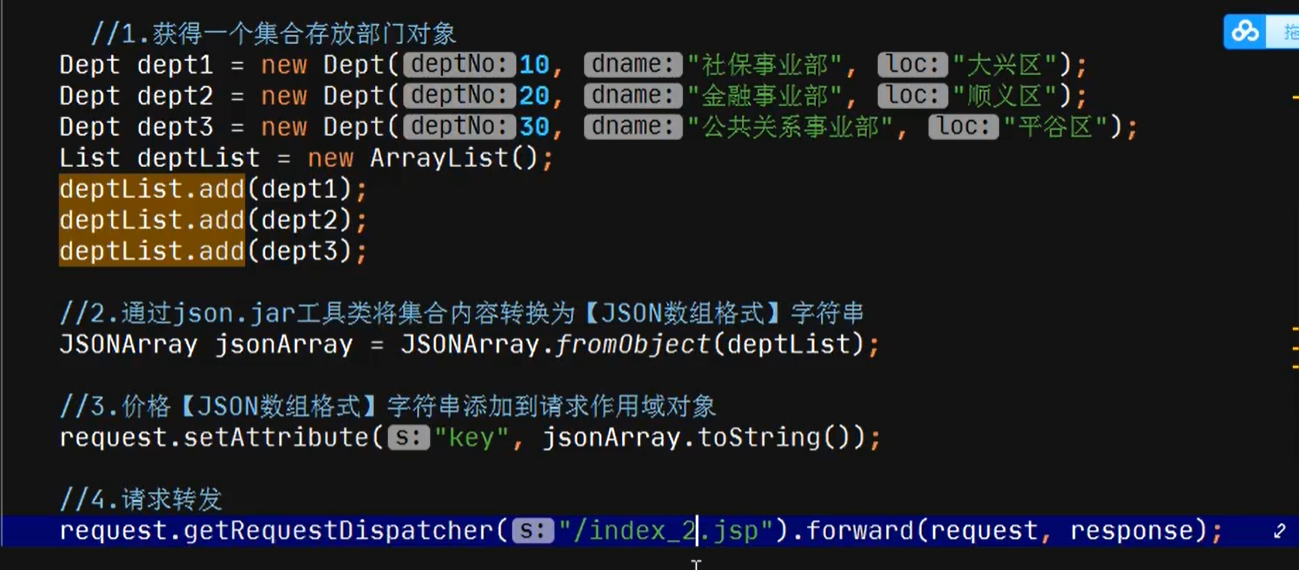 //1.获得一个集合存放部门对象
Dept dept1 = new Dept( deptNo: 10, dname: "社保事业部", loc: "大兴区");
Dept dept2 = new Dept( deptNo: 20, dname: "金融事业部", loc: "顺义区");
Dept dept3 = new Dept( deptNo: 30, dname: "公共关系事业部", loc: "平谷区");
List deptList = new ArrayList();
deptList.add(dept1);
deptList.add(dept2);
deptList.add(dept3);
//2.通过json.jar工具类将集合内容转换为【JSON数组格式】字符串
JSONArray jsonArray = JSONArray.fromObject(deptList);
//3.价格【JSON数组格式】字符串添加到请求作用域对象
request.setAttribute( s: "key", jsonArray.toString());
//4.请求转发
request.getRequestDispatcher( s: "/index_2.jsp").forward(request, response);